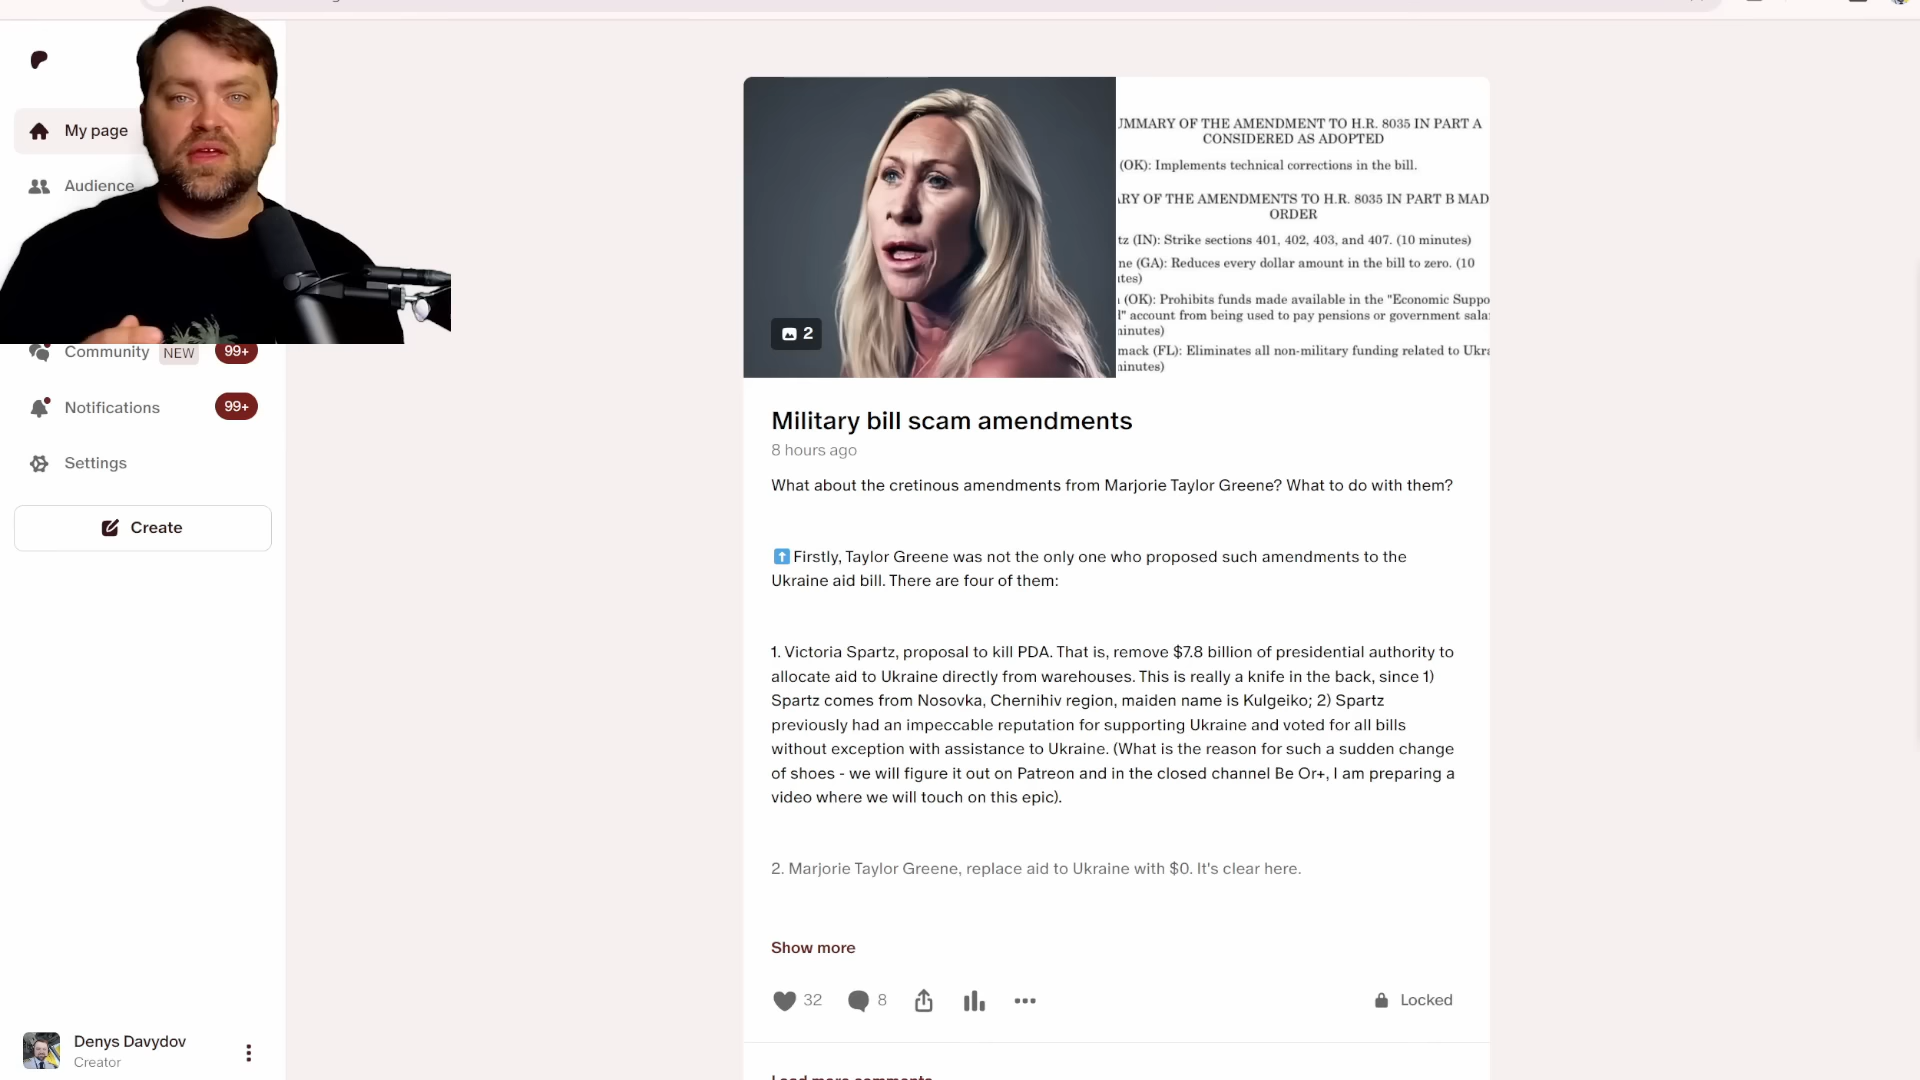 My page
Audience
Community NEW 99+
Notifications 99+
Settings
Create
Denys Davydov
Creator
2
UMMARY OF THE AMENDMENT TO H.R. 8035 IN PART A
CONSIDERED AS ADOPTED
(OK): Implements technical corrections in the bill.
ARY OF THE AMENDMENTS TO H.R. 8035 IN PART B MAD
ORDER
tz (IN): Strike sections 401, 402, 403, and 407. (10 minutes)
ne (GA): Reduces every dollar amount in the bill to zero. (10
utes)
(OK): Prohibits funds made available in the "Economic Suppo
" account from being used to pay pensions or government sala
minutes)
mack (FL): Eliminates all non-military funding related to Ukra
minutes)
Military bill scam amendments
8 hours ago
What about the cretinous amendments from Marjorie Taylor Greene? What to do with them?
Firstly, Taylor Greene was not the only one who proposed such amendments to the
Ukraine aid bill. There are four of them:
1. Victoria Spartz, proposal to kill PDA. That is, remove $7.8 billion of presidential authority to
allocate aid to Ukraine directly from warehouses. This is really a knife in the back, since 1)
Spartz comes from Nosovka, Chernihiv region, maiden name is Kulgeiko; 2) Spartz
previously had an impeccable reputation for supporting Ukraine and voted for all bills
without exception with assistance to Ukraine. (What is the reason for such a sudden change
of shoes - we will figure it out on Patreon and in the closed channel Be Or+, I am preparing a
video where we will touch on this epic).
2. Marjorie Taylor Greene, replace aid to Ukraine with $0. It's clear here.
Show more
32 8 Locked
Load more comments